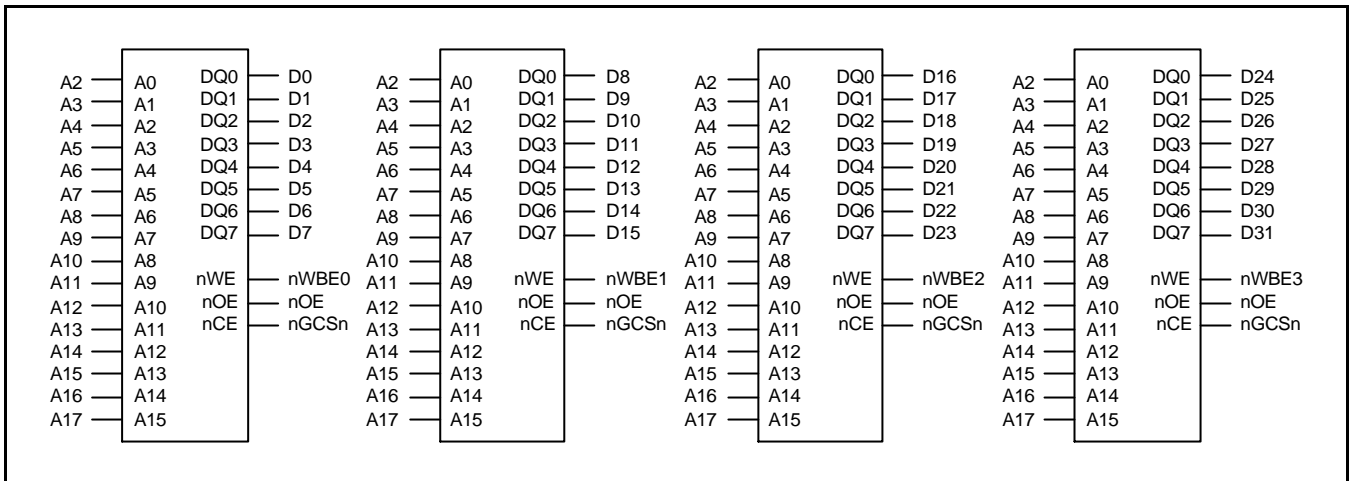 A2 A0 DQ0 D0 A2 A0 DQ0 D8 A2 A0 DQ0 D16 A2 A0 DQ0 D24
A3 A1 DQ1 D1 A3 A1 DQ1 D9 A3 A1 DQ1 D17 A3 A1 DQ1 D25
A4 A2 DQ2 D2 A4 A2 DQ2 D10 A4 A2 DQ2 D18 A4 A2 DQ2 D26
A5 A3 DQ3 D3 A5 A3 DQ3 D11 A5 A3 DQ3 D19 A5 A3 DQ3 D27
A6 A4 DQ4 D4 A6 A4 DQ4 D12 A6 A4 DQ4 D20 A6 A4 DQ4 D28
A7 A5 DQ5 D5 A7 A5 DQ5 D13 A7 A5 DQ5 D21 A7 A5 DQ5 D29
A8 A6 DQ6 D6 A8 A6 DQ6 D14 A8 A6 DQ6 D22 A8 A6 DQ6 D30
A9 A7 DQ7 D7 A9 A7 DQ7 D15 A9 A7 DQ7 D23 A9 A7 DQ7 D31
A10 A8 A10 A8 A10 A8 A10 A8
A11 A9 nWE nWBE0 A11 A9 nWE nWBE1 A11 A9 nWE nWBE2 A11 A9 nWE nWBE3
A12 A10 nOE nOE A12 A10 nOE nOE A12 A10 nOE nOE A12 A10 nOE nOE
A13 A11 nCE nGCSn A13 A11 nCE nGCSn A13 A11 nCE nGCSn A13 A11 nCE nGCSn
A14 A12 A14 A12 A14 A12 A14 A12
A15 A13 A15 A13 A15 A13 A15 A13
A16 A14 A16 A14 A16 A14 A16 A14
A17 A15 A17 A15 A17 A15 A17 A15